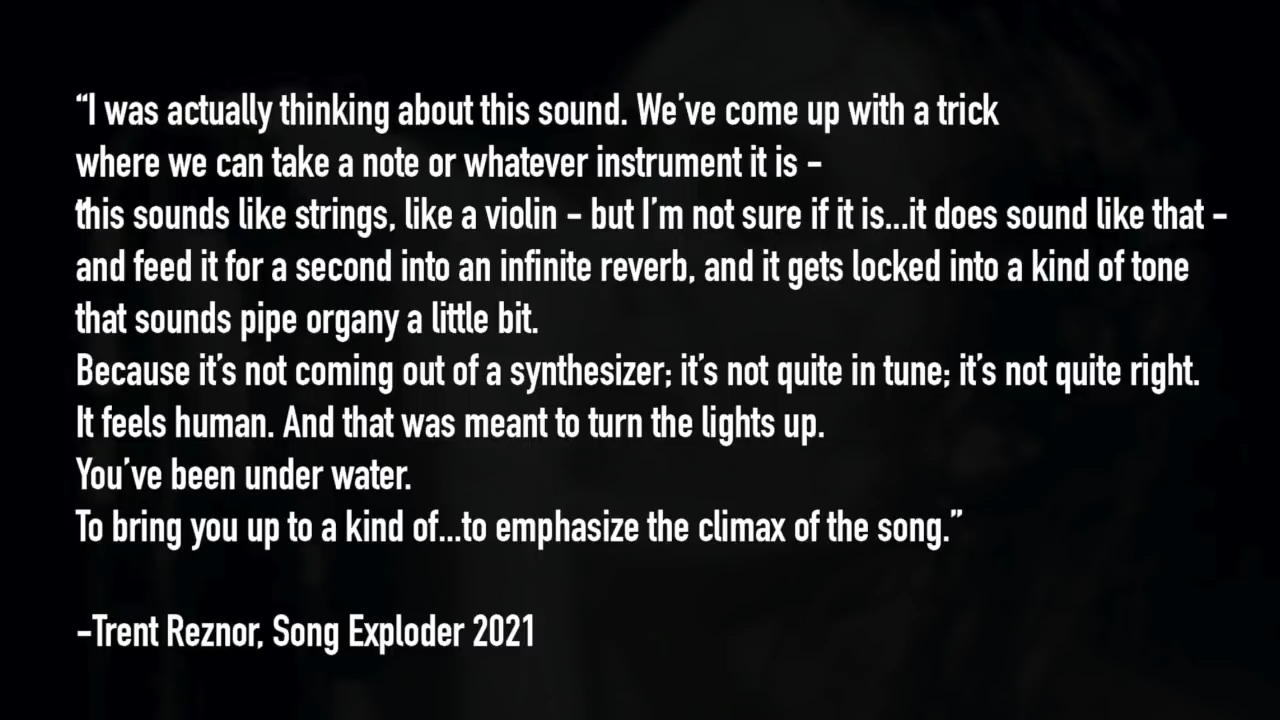 “I was actually thinking about this sound. We’ve come up with a trick
where we can take a note or whatever instrument it is –
this sounds like strings, like a violin – but I’m not sure if it is...it does sound like that –
and feed it for a second into an infinite reverb, and it gets locked into a kind of tone
that sounds pipe organy a little bit.
Because it’s not coming out of a synthesizer; it’s not quite in tune; it’s not quite right.
It feels human. And that was meant to turn the lights up.
You’ve been under water.
To bring you up to a kind of...to emphasize the climax of the song.”
–Trent Reznor, Song Exploder 2021